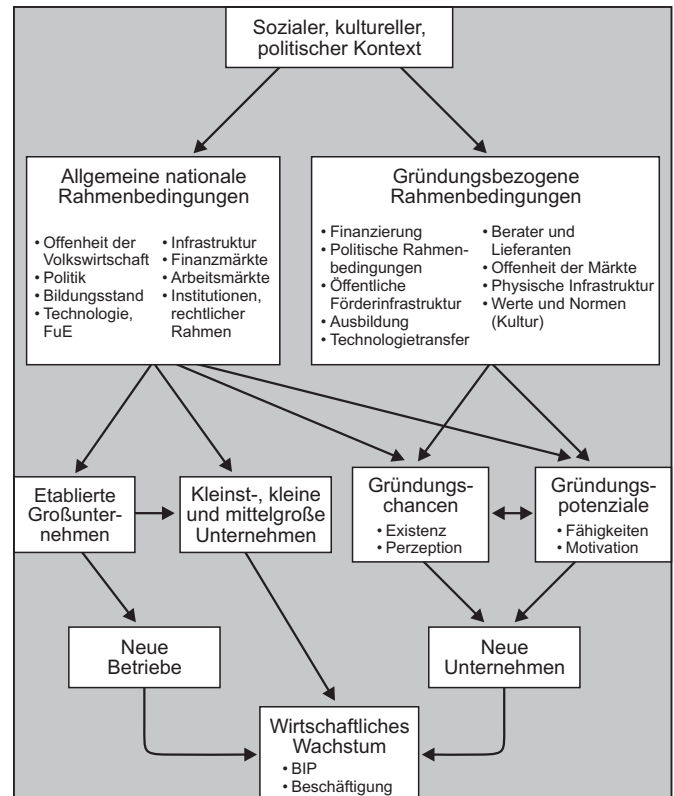 Sozialer, kultureller,
politischer Kontext
Allgemeine nationale
Rahmenbedingungen
• Offenheit der
Volkswirtschaft
• Politik
• Bildungsstand
• Technologie,
FuE
• Infrastruktur
• Finanzmärkte
• Arbeitsmärkte
• Institutionen,
rechtlicher
Rahmen
Gründungsbezogene
Rahmenbedingungen
• Finanzierung
• Politische Rahmen-
bedingungen
• Öffentliche
Förderinfrastruktur
• Ausbildung
• Technologietransfer
• Berater und
Lieferanten
• Offenheit der Märkte
• Physische Infrastruktur
• Werte und Normen
(Kultur)
Etablierte
Großunter-
nehmen
Kleinst-, kleine
und mittelgroße
Unternehmen
Gründungs-
chancen
• Existenz
• Perzeption
Gründungs-
potenziale
• Fähigkeiten
• Motivation
Neue
Betriebe
Neue
Unternehmen
Wirtschaftliches
Wachstum
• BIP
• Beschäftigung